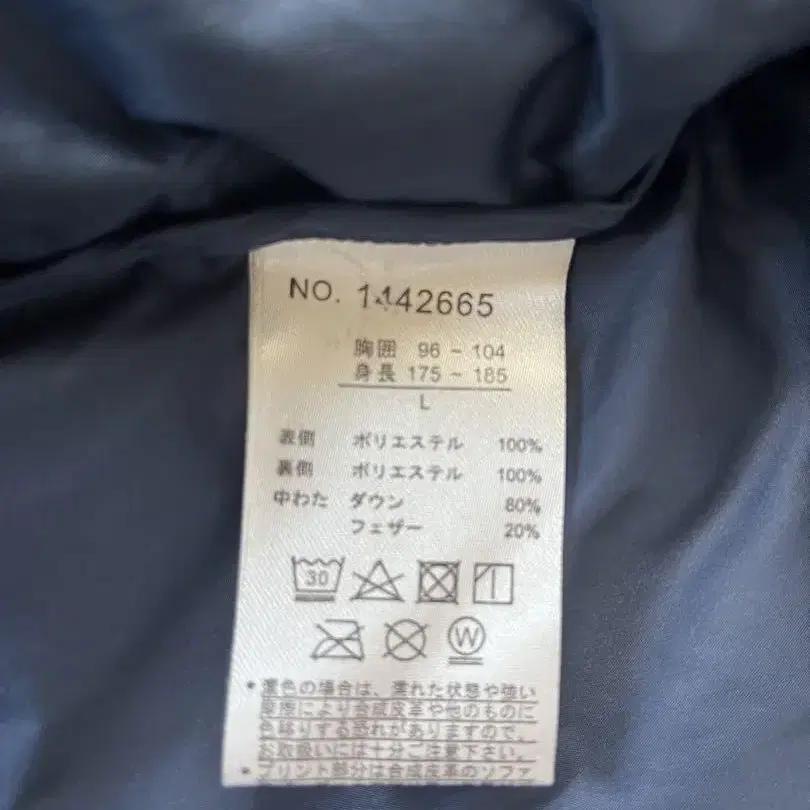 NO. 1442665
胸囲 96 ~ 104
身長 175 ~ 185
L
表側 ポリエステル 100%
裏側 ポリエステル 100%
中わた ダウン 80%
フェザー 20%
30
W
・濃色の場合は、濡れた状態や強い
摩擦により合成皮革や他のものに
色移りする恐れがありますので、
お取扱いには十分ご注意下さい。
・プリント部分は合成皮革のソファ